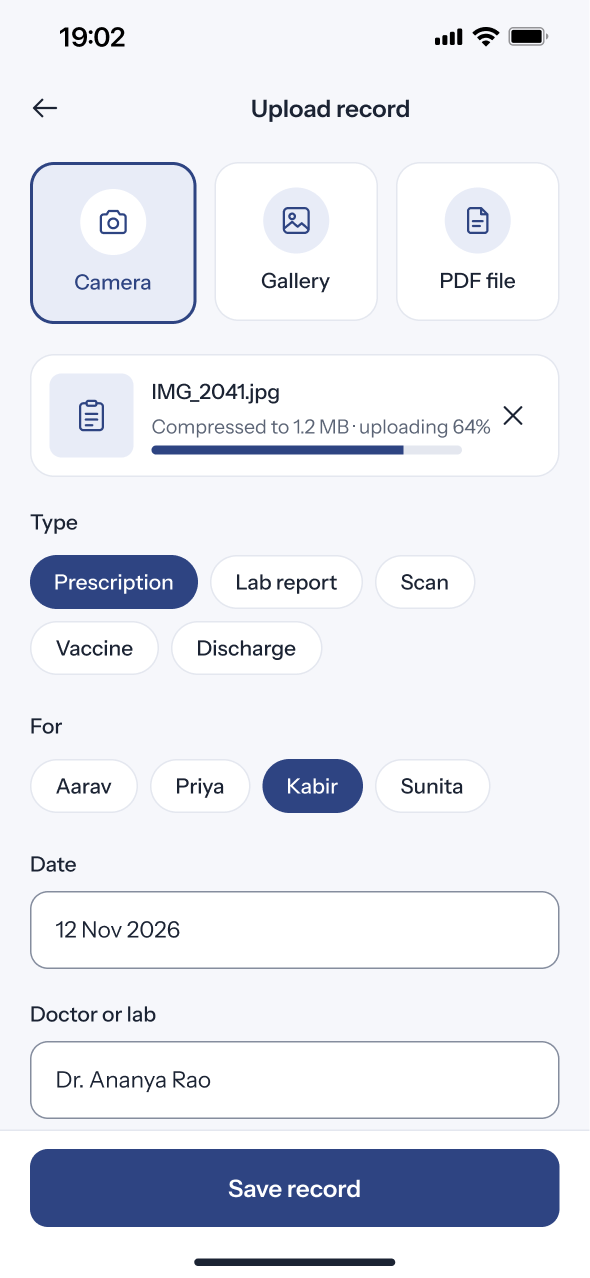 19:02
Upload record
Camera
Gallery
PDF file
IMG_2041.jpg
Compressed to 1.2 MB · uploading 64%
Type
Prescription
Lab report
Scan
Vaccine
Discharge
For
Aarav
Priya
Kabir
Sunita
Date
12 Nov 2026
Doctor or lab
Dr. Ananya Rao
Save record